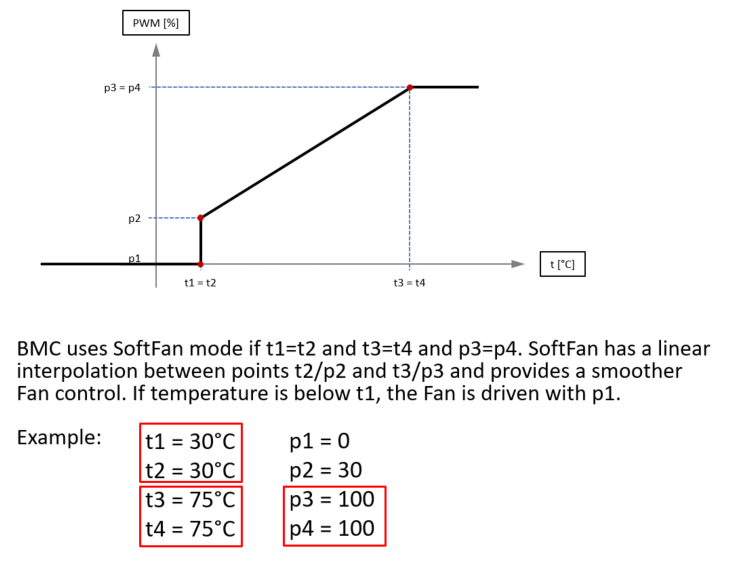 PWM [%]
p3 = p4
p2
p1
t [°C]
t1 = t2
t3 = t4
BMC uses SoftFan mode if t1=t2 and t3=t4 and p3=p4. SoftFan has a linear
interpolation between points t2/p2 and t3/p3 and provides a smoother
Fan control. If temperature is below t1, the Fan is driven with p1.
Example:
t1 = 30°C
p1 = 0
t2 = 30°C
p2 = 30
t3 = 75°C
p3 = 100
t4 = 75°C
p4 = 100